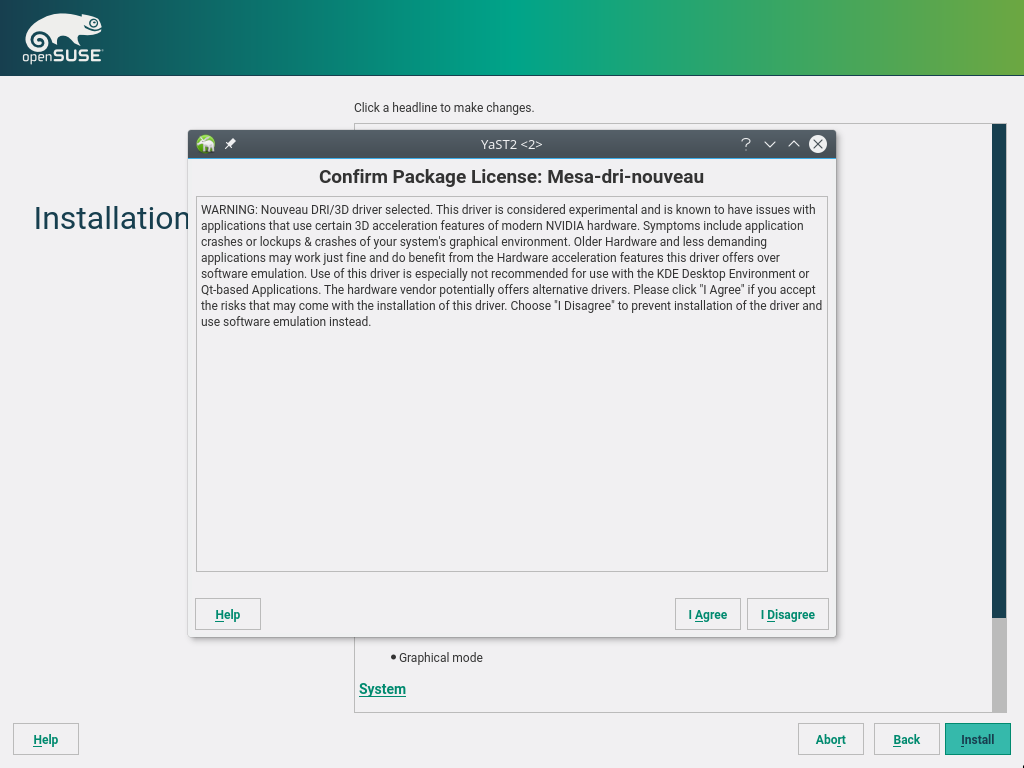 openSUSE
Click a headline to make changes.
YaST2 <2>
Confirm Package License: Mesa-dri-nouveau
Installation
WARNING: Nouveau DRI/3D driver selected. This driver is considered experimental and is known to have issues with
applications that use certain 3D acceleration features of modern NVIDIA hardware. Symptoms include application
crashes or lockups & crashes of your system's graphical environment. Older Hardware and less demanding
applications may work just fine and do benefit from the Hardware acceleration features this driver offers over
software emulation. Use of this driver is especially not recommended for use with the KDE Desktop Environment or
Qt-based Applications. The hardware vendor potentially offers alternative drivers. Please click "I Agree" if you accept
the risks that may come with the installation of this driver. Choose "I Disagree" to prevent installation of the driver and
use software emulation instead.
Help I Agree I Disagree
• Graphical mode
System
Help Abort Back Install